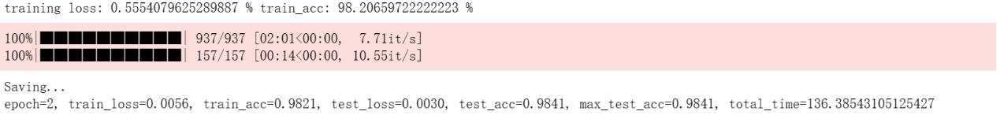 training loss: 0.5554079625289887 % train_acc: 98.20659722222223 %
100%|██████████| 937/937 [02:01<00:00,  7.71it/s]
100%|██████████| 157/157 [00:14<00:00, 10.55it/s]
Saving...
epoch=2, train_loss=0.0056, train_acc=0.9821, test_loss=0.0030, test_acc=0.9841, max_test_acc=0.9841, total_time=136.38543105125427